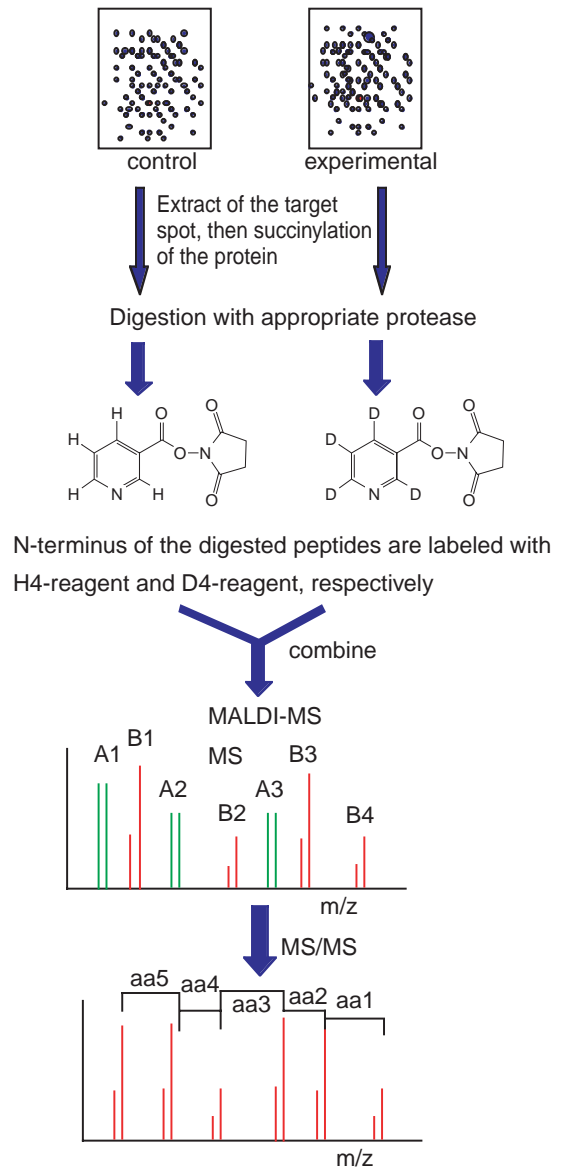 control
experimental
Extract of the target
spot, then succinylation
of the protein
Digestion with appropriate protease
H
H
H
N
H
O
O
N
O
O
D
D
D
N
D
O
O
N
O
O
N-terminus of the digested peptides are labeled with
H4-reagent and D4-reagent, respectively
combine
MALDI-MS
MS
A1
B1
A2
B2
A3
B3
B4
m/z
MS/MS
aa5
aa4
aa3
aa2
aa1
m/z